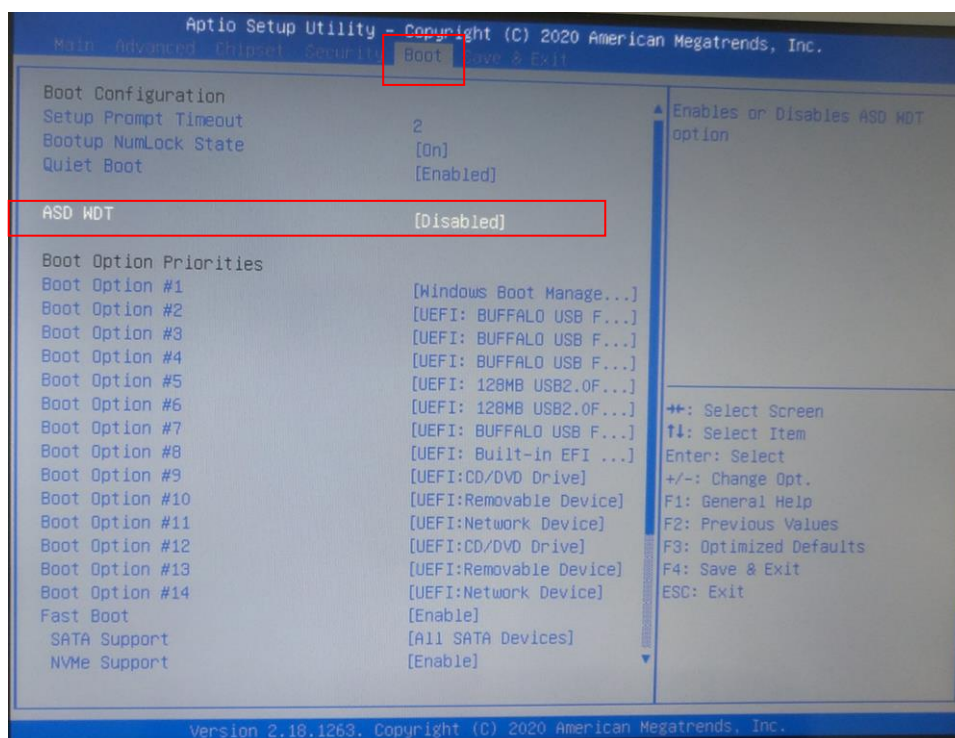 Aptio Setup Utility – Copyright (C) 2020 American Megatrends, Inc.
Main Advanced Chipset Security Boot Save & Exit
Boot Configuration
Setup Prompt Timeout 2
Bootup NumLock State [On]
Quiet Boot [Enabled]
ASD WDT [Disabled]
Boot Option Priorities
Boot Option #1 [Windows Boot Manage...]
Boot Option #2 [UEFI: BUFFALO USB F...]
Boot Option #3 [UEFI: BUFFALO USB F...]
Boot Option #4 [UEFI: BUFFALO USB F...]
Boot Option #5 [UEFI: 128MB USB2.0F...]
Boot Option #6 [UEFI: 128MB USB2.0F...]
Boot Option #7 [UEFI: BUFFALO USB F...]
Boot Option #8 [UEFI: Built-in EFI ...]
Boot Option #9 [UEFI:CD/DVD Drive]
Boot Option #10 [UEFI:Removable Device]
Boot Option #11 [UEFI:Network Device]
Boot Option #12 [UEFI:CD/DVD Drive]
Boot Option #13 [UEFI:Removable Device]
Boot Option #14 [UEFI:Network Device]
Fast Boot [Enable]
SATA Support [All SATA Devices]
NVMe Support [Enable]
Enables or Disables ASD WDT
option
→←: Select Screen
↑↓: Select Item
Enter: Select
+/-: Change Opt.
F1: General Help
F2: Previous Values
F3: Optimized Defaults
F4: Save & Exit
ESC: Exit
Version 2.18.1263. Copyright (C) 2020 American Megatrends, Inc.